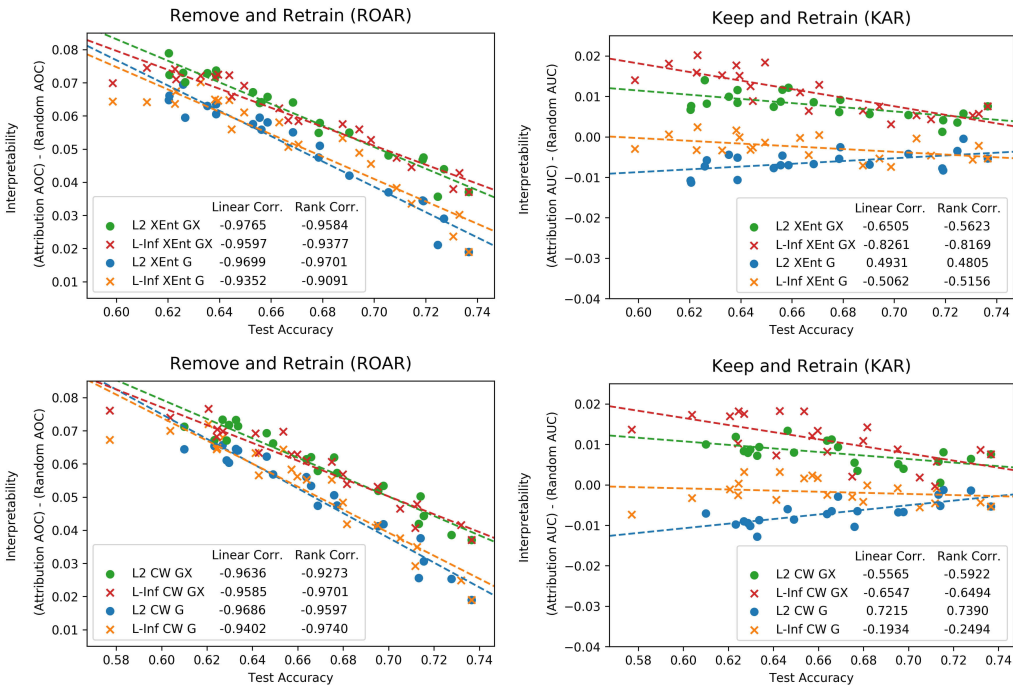 Remove and Retrain (ROAR)
0.08
0.07
0.06
0.05
0.04
0.03
0.02
0.01
Interpretability
(Attribution AOC) - (Random AOC)
Linear Corr. Rank Corr.
L2 XEnt GX -0.9765 -0.9584
L-Inf XEnt GX -0.9597 -0.9377
L2 XEnt G -0.9699 -0.9701
L-Inf XEnt G -0.9352 -0.9091
0.60 0.62 0.64 0.66 0.68 0.70 0.72 0.74
Test Accuracy
Keep and Retrain (KAR)
0.02
0.01
0.00
−0.01
−0.02
−0.03
−0.04
Interpretability
(Attribution AUC) - (Random AUC)
Linear Corr. Rank Corr.
L2 XEnt GX -0.6505 -0.5623
L-Inf XEnt GX -0.8261 -0.8169
L2 XEnt G 0.4931 0.4805
L-Inf XEnt G -0.5062 -0.5156
0.60 0.62 0.64 0.66 0.68 0.70 0.72 0.74
Test Accuracy
Remove and Retrain (ROAR)
0.08
0.07
0.06
0.05
0.04
0.03
0.02
0.01
Interpretability
(Attribution AOC) - (Random AOC)
Linear Corr. Rank Corr.
L2 CW GX -0.9636 -0.9273
L-Inf CW GX -0.9585 -0.9701
L2 CW G -0.9686 -0.9597
L-Inf CW G -0.9402 -0.9740
0.58 0.60 0.62 0.64 0.66 0.68 0.70 0.72 0.74
Test Accuracy
Keep and Retrain (KAR)
0.02
0.01
0.00
−0.01
−0.02
−0.03
−0.04
Interpretability
(Attribution AUC) - (Random AUC)
Linear Corr. Rank Corr.
L2 CW GX -0.5565 -0.5922
L-Inf CW GX -0.6547 -0.6494
L2 CW G 0.7215 0.7390
L-Inf CW G -0.1934 -0.2494
0.58 0.60 0.62 0.64 0.66 0.68 0.70 0.72 0.74
Test Accuracy